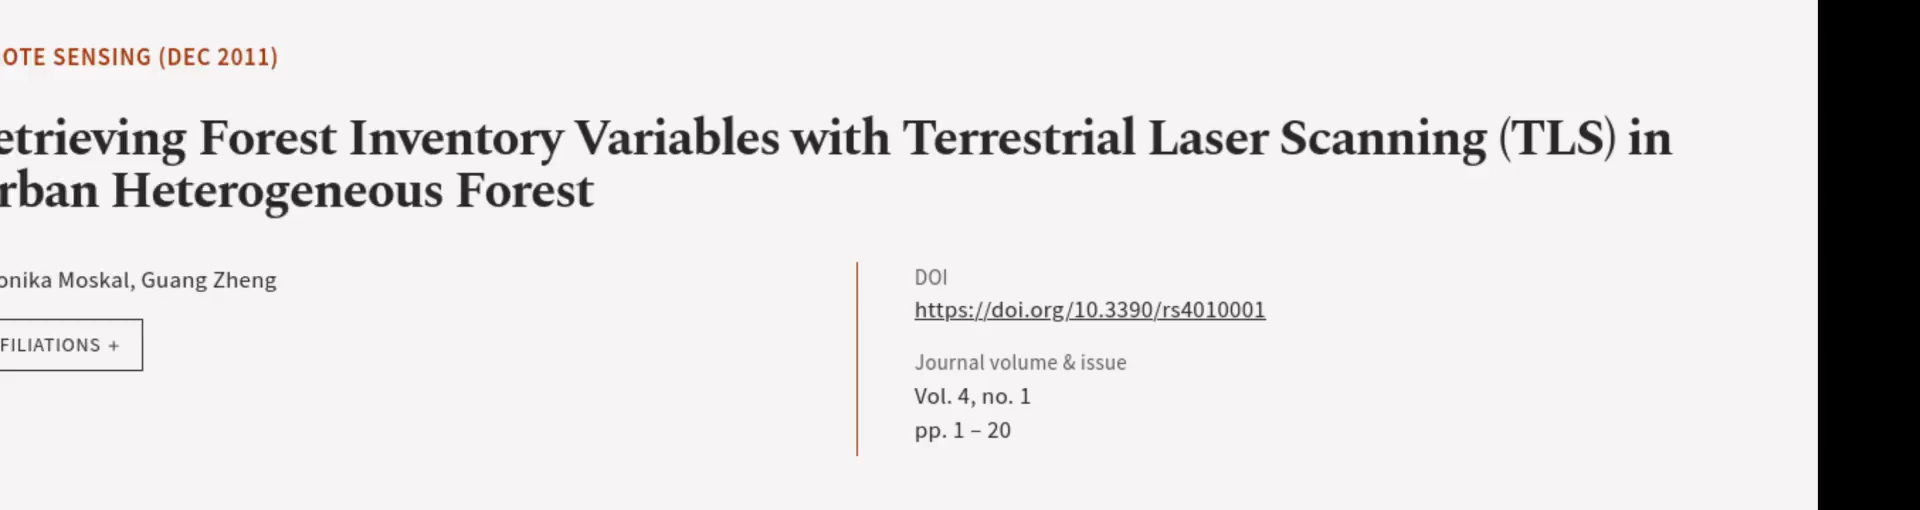 OTE SENSING (DEC 2011)
etrieving Forest Inventory Variables with Terrestrial Laser Scanning (TLS) in
rban Heterogeneous Forest
onika Moskal, Guang Zheng
FILIATIONS +
DOI
https://doi.org/10.3390/rs4010001
Journal volume & issue
Vol. 4, no. 1
pp. 1 – 20